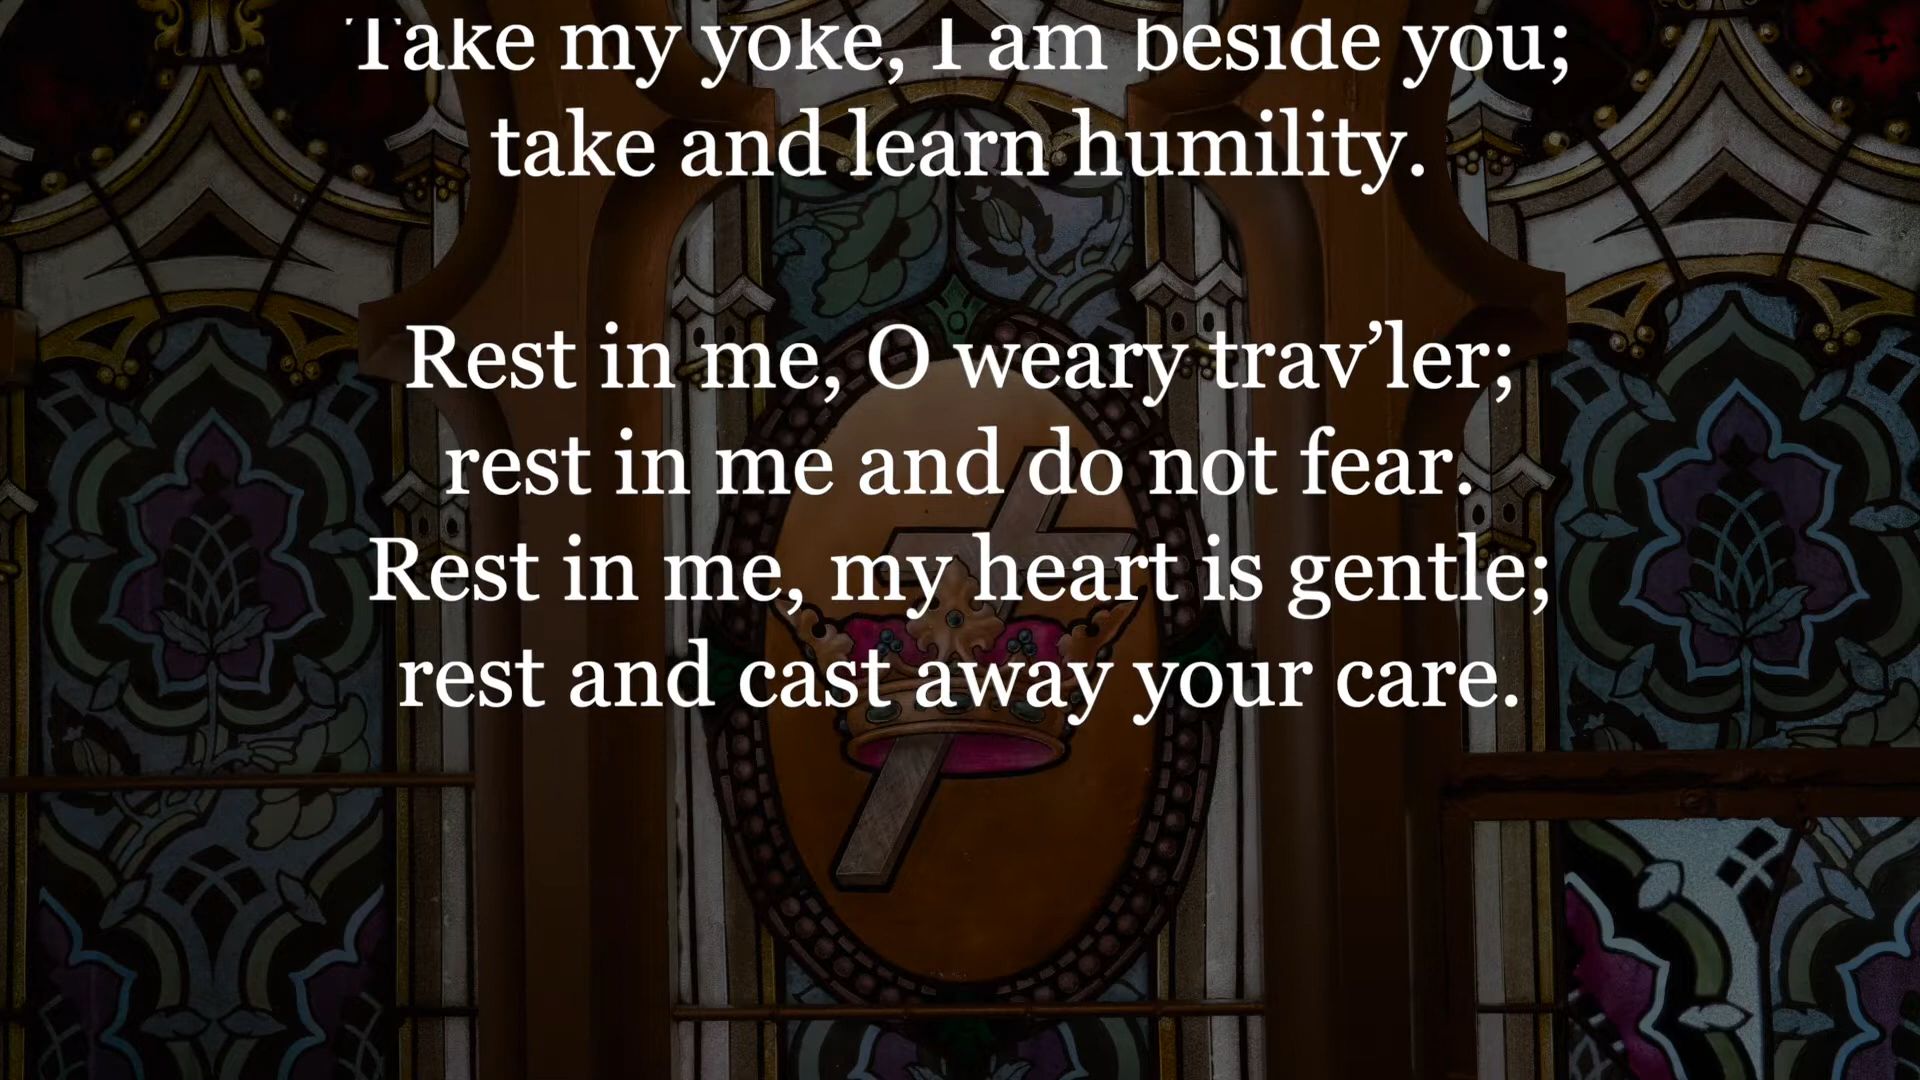 Take my yoke, I am beside you;
take and learn humility.
Rest in me, O weary trav’ler;
rest in me and do not fear.
Rest in me, my heart is gentle;
rest and cast away your care.